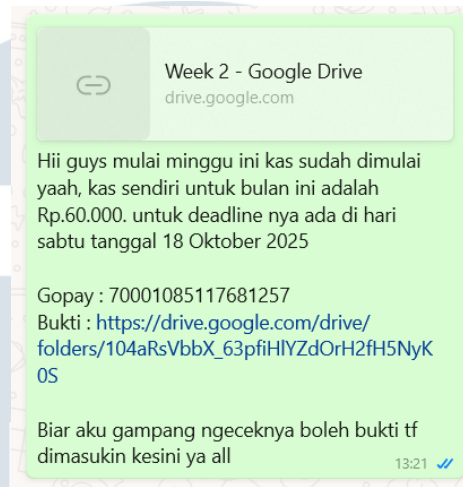 Week 2 - Google Drive
drive.google.com
Hii guys mulai minggu ini kas sudah dimulai
yaah, kas sendiri untuk bulan ini adalah
Rp.60.000. untuk deadline nya ada di hari
sabtu tanggal 18 Oktober 2025
Gopay : 70001085117681257
Bukti : https://drive.google.com/drive/
folders/104aRsVbbX_63pfiHlYZdOrH2fH5NyK
0S
Biar aku gampang ngeceknya boleh bukti tf
dimasukin kesini ya all
13:21